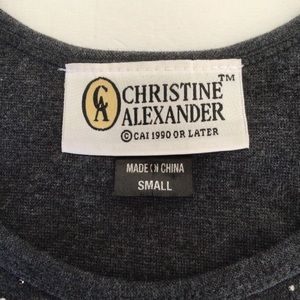 CA
CHRISTINE™
ALEXANDER
©CAI 1990 OR LATER
MADE IN CHINA
SMALL